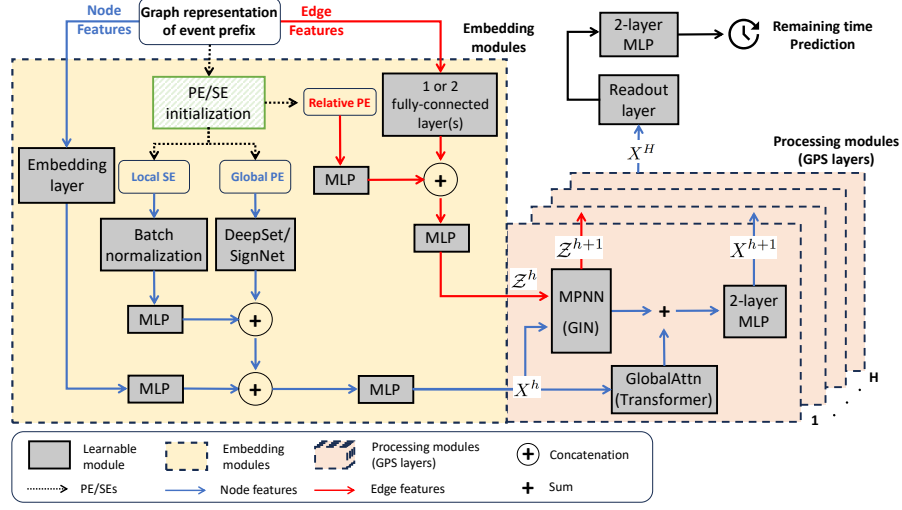 Node
Features
Graph representation
of event prefix
Edge
Features
Embedding
modules
2-layer
MLP
Remaining time
Prediction
PE/SE
initialization
Relative PE
1 or 2
fully-connected
layer(s)
Readout
layer
Embedding
layer
Local SE
Global PE
MLP
+
X^H
Processing modules
(GPS layers)
Batch
normalization
DeepSet/
SignNet
MLP
Z^h
Z^{h+1}
X^{h+1}
MPNN
(GIN)
+
2-layer
MLP
MLP
+
MLP
+
MLP
X^h
GlobalAttn
(Transformer)
1
. . .
H
Learnable
module
Embedding
modules
Processing modules
(GPS layers)
+
Concatenation
PE/SEs
Node features
Edge features
+
Sum